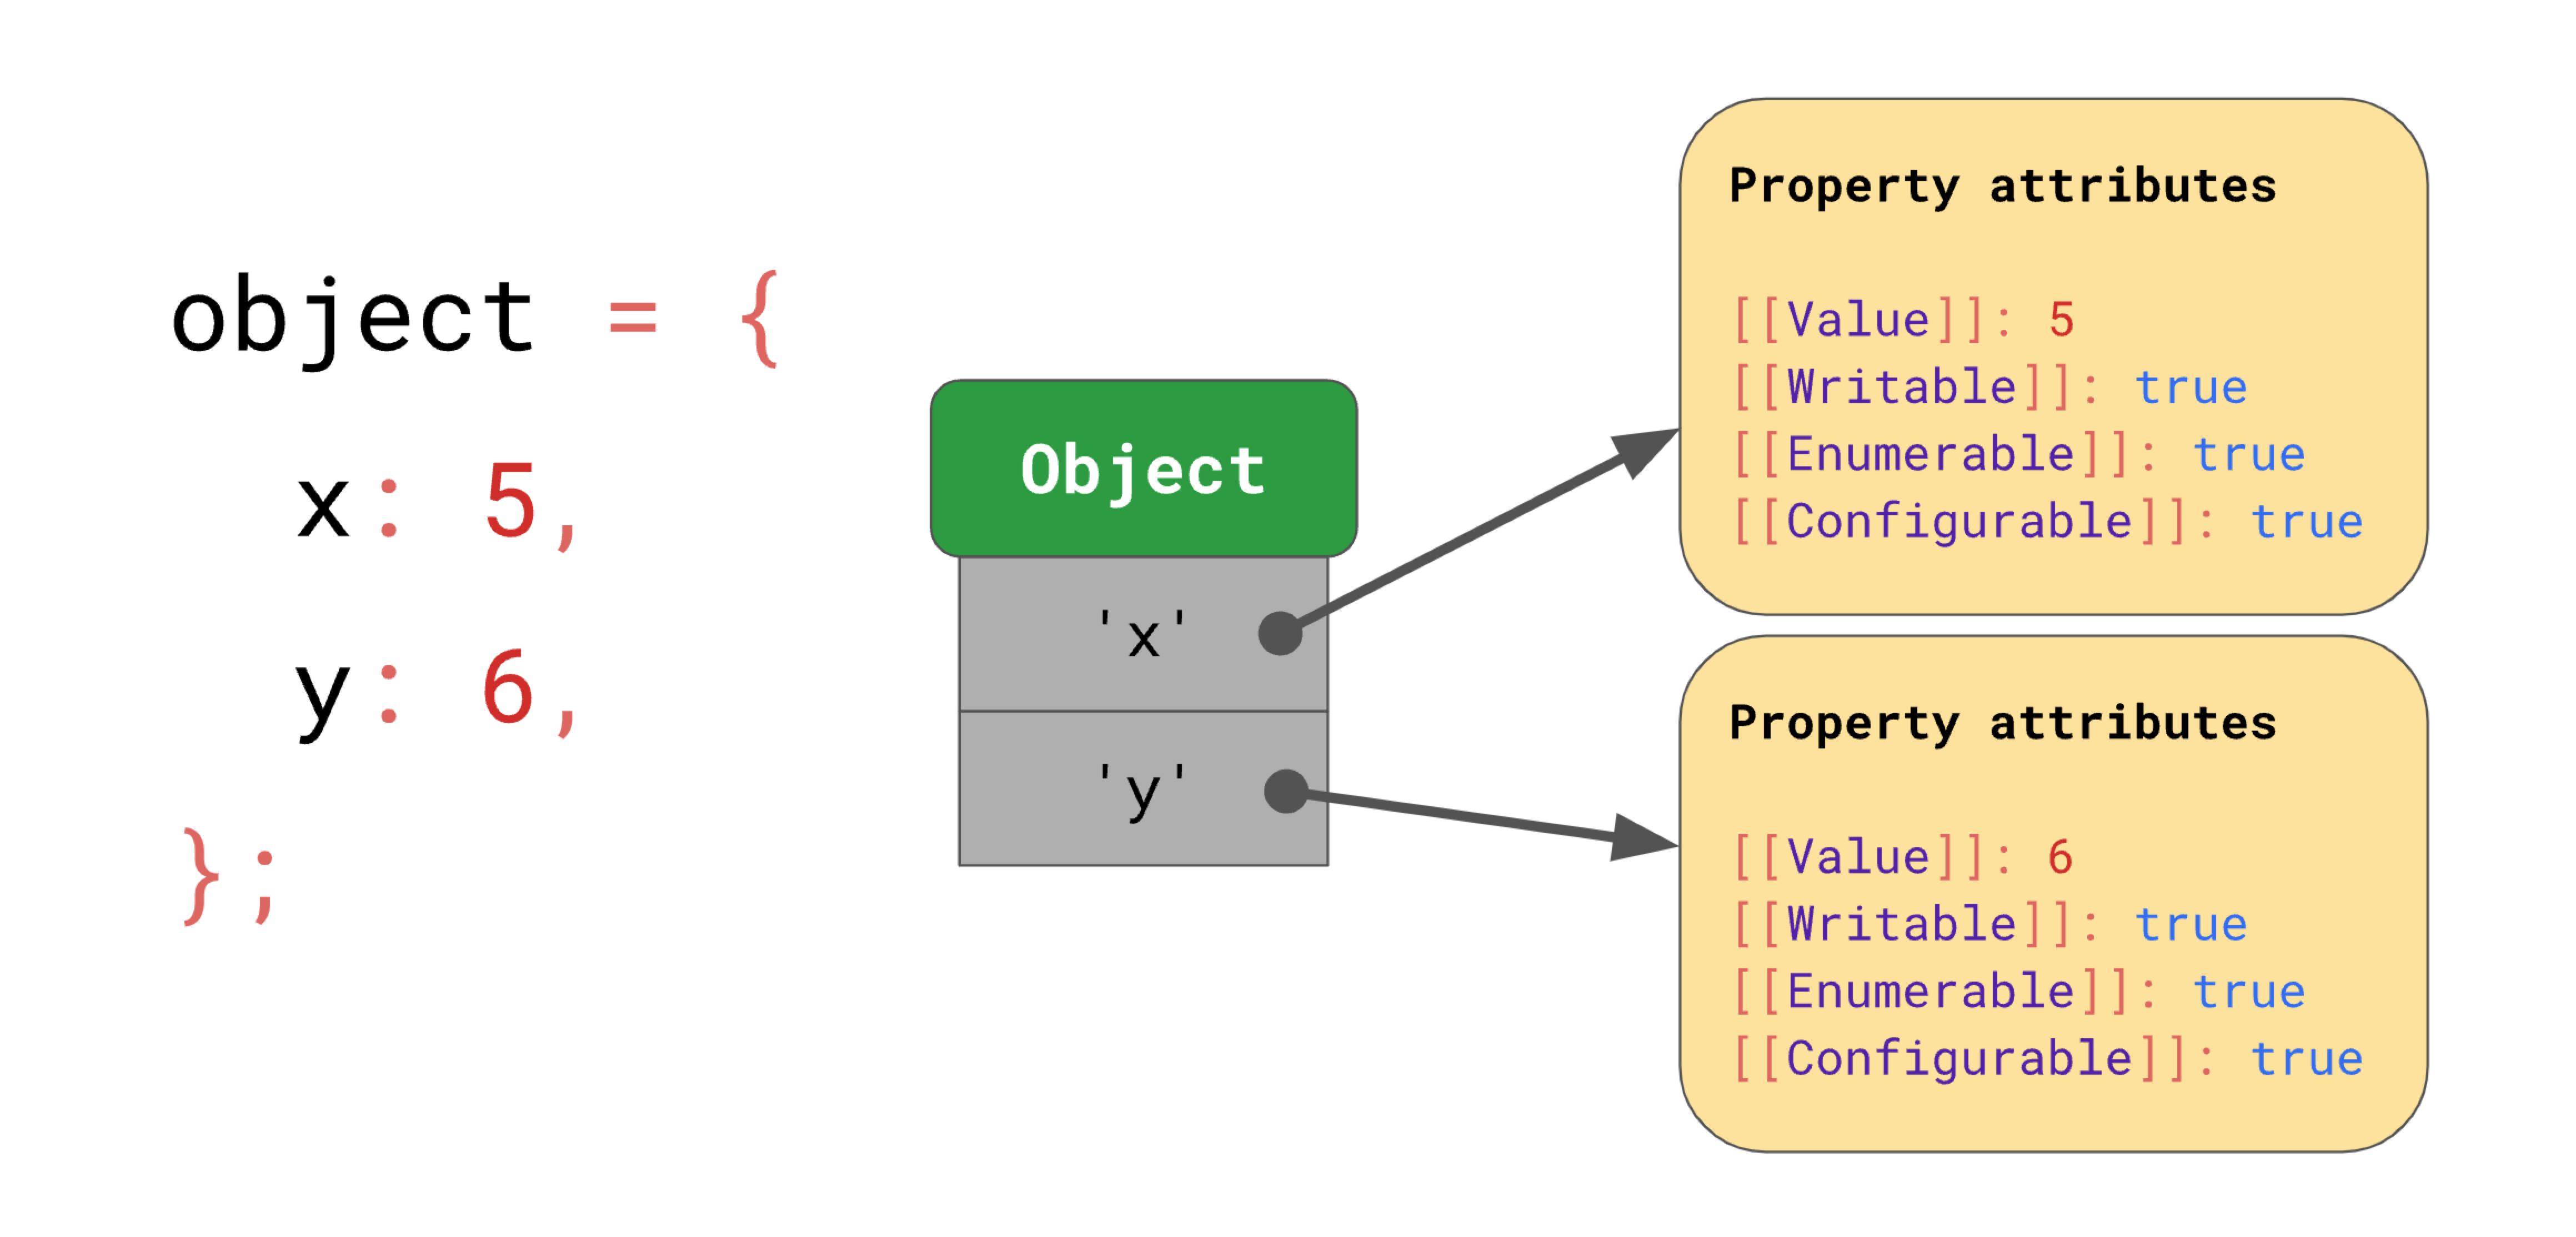 object = {
x: 5,
y: 6,
};
Object
'x'
'y'
Property attributes
[[Value]]: 5
[[Writable]]: true
[[Enumerable]]: true
[[Configurable]]: true
Property attributes
[[Value]]: 6
[[Writable]]: true
[[Enumerable]]: true
[[Configurable]]: true